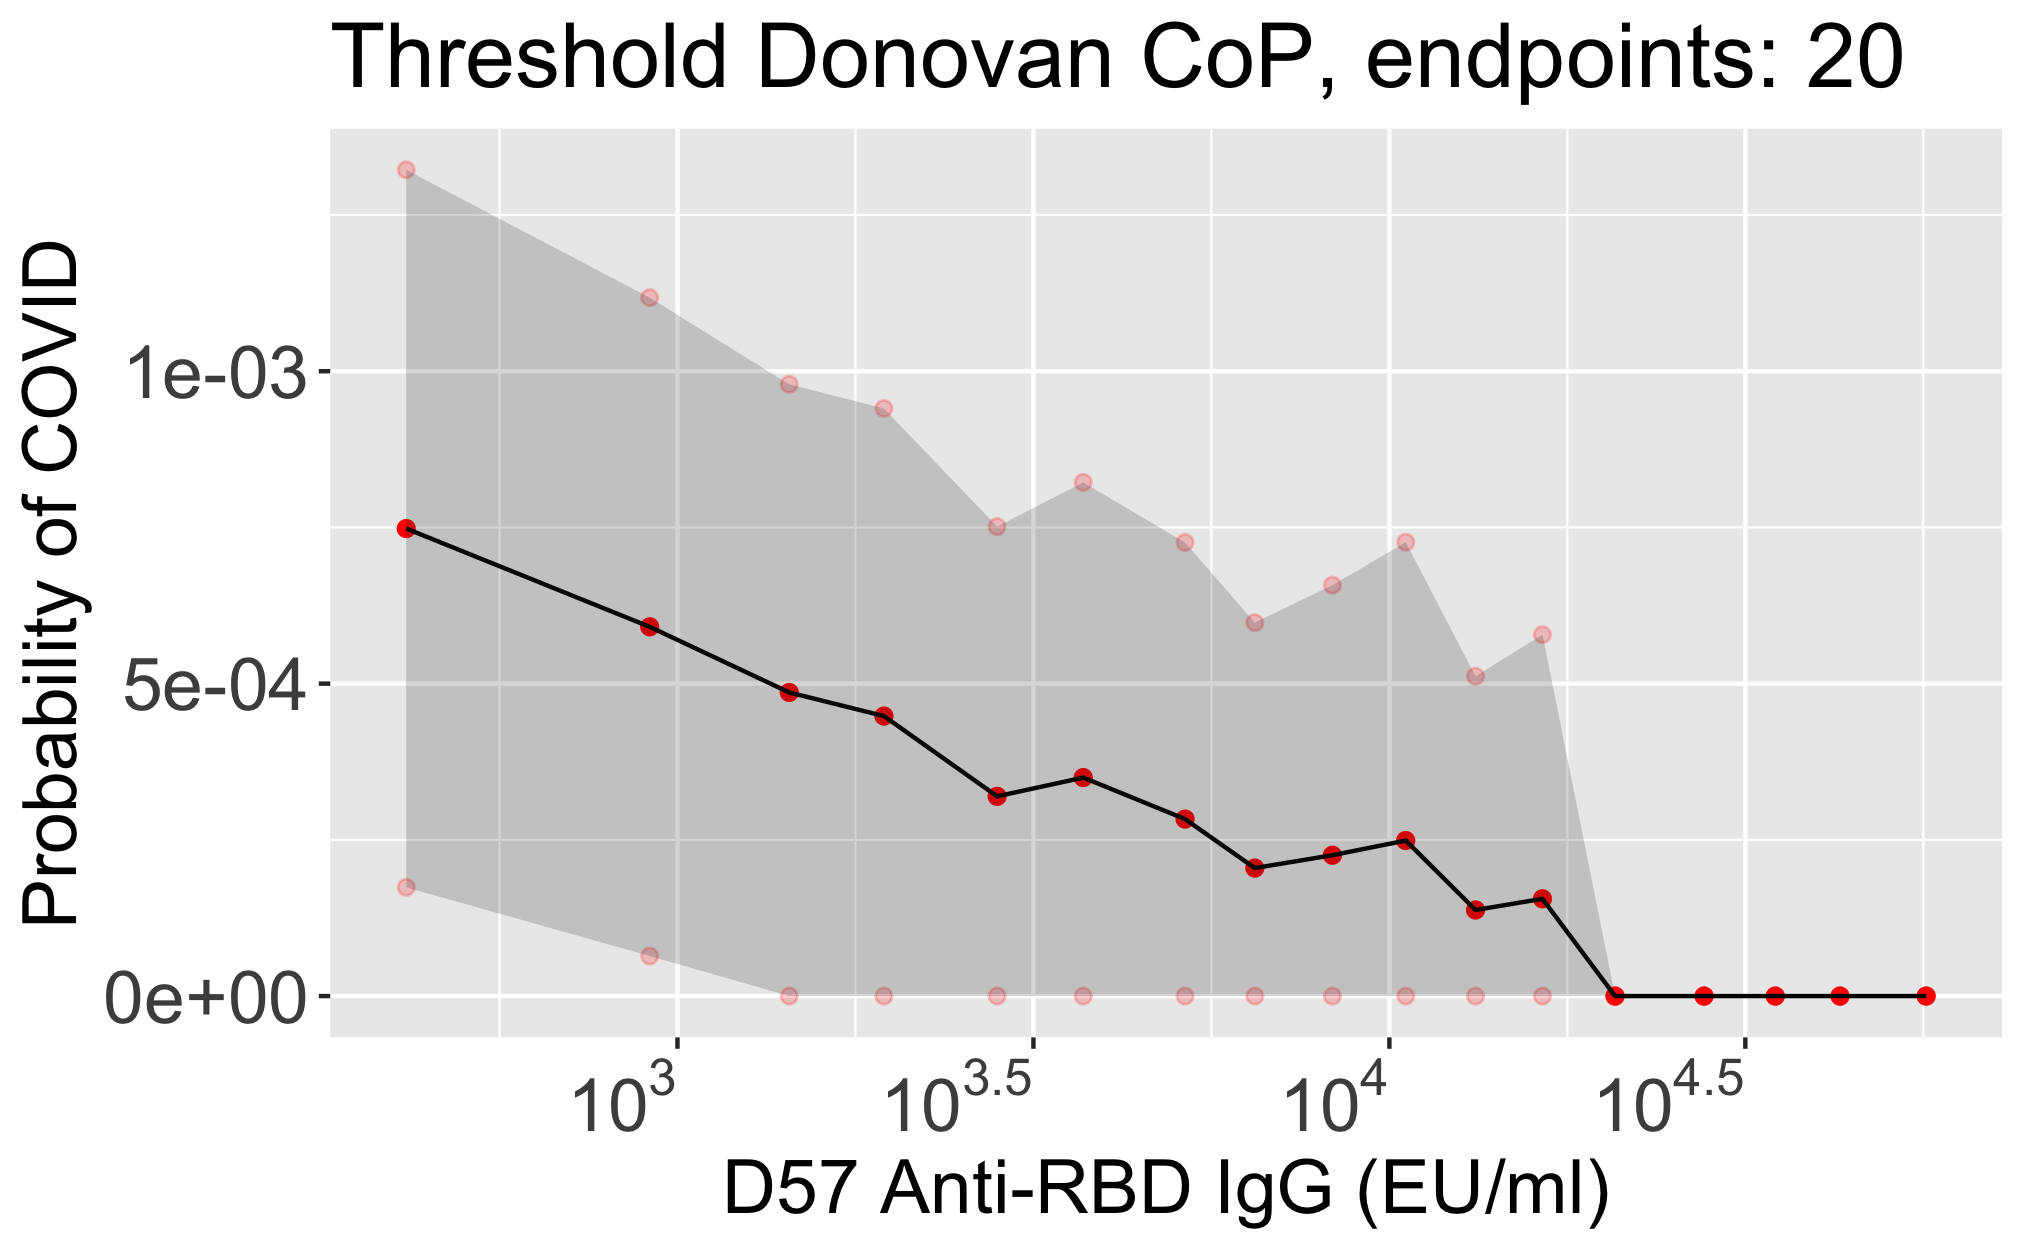 Threshold Donovan CoP, endpoints: 20
Probability of COVID
1e-03
5e-04
0e+00
10^3 10^3.5 10^4 10^4.5
D57 Anti-RBD IgG (EU/ml)